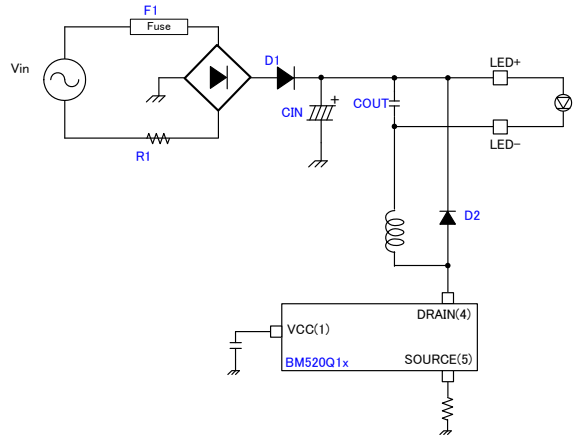 F1
Fuse
Vin
D1
LED+
CIN
+
COUT
R1
LED−
D2
DRAIN(4)
VCC(1)
SOURCE(5)
BM520Q1x